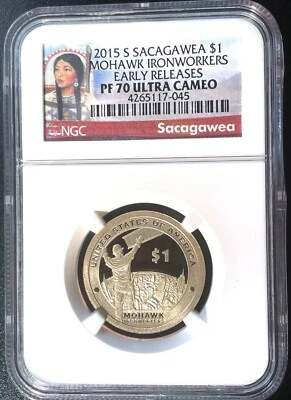 2015 S SACAGAWEA $1
MOHAWK IRONWORKERS
EARLY RELEASES
PF 70 ULTRA CAMEO
4265117-045
NGC
Sacagawea
UNITED STATES OF AMERICA
$1
MOHAWK
IRONWORKERS